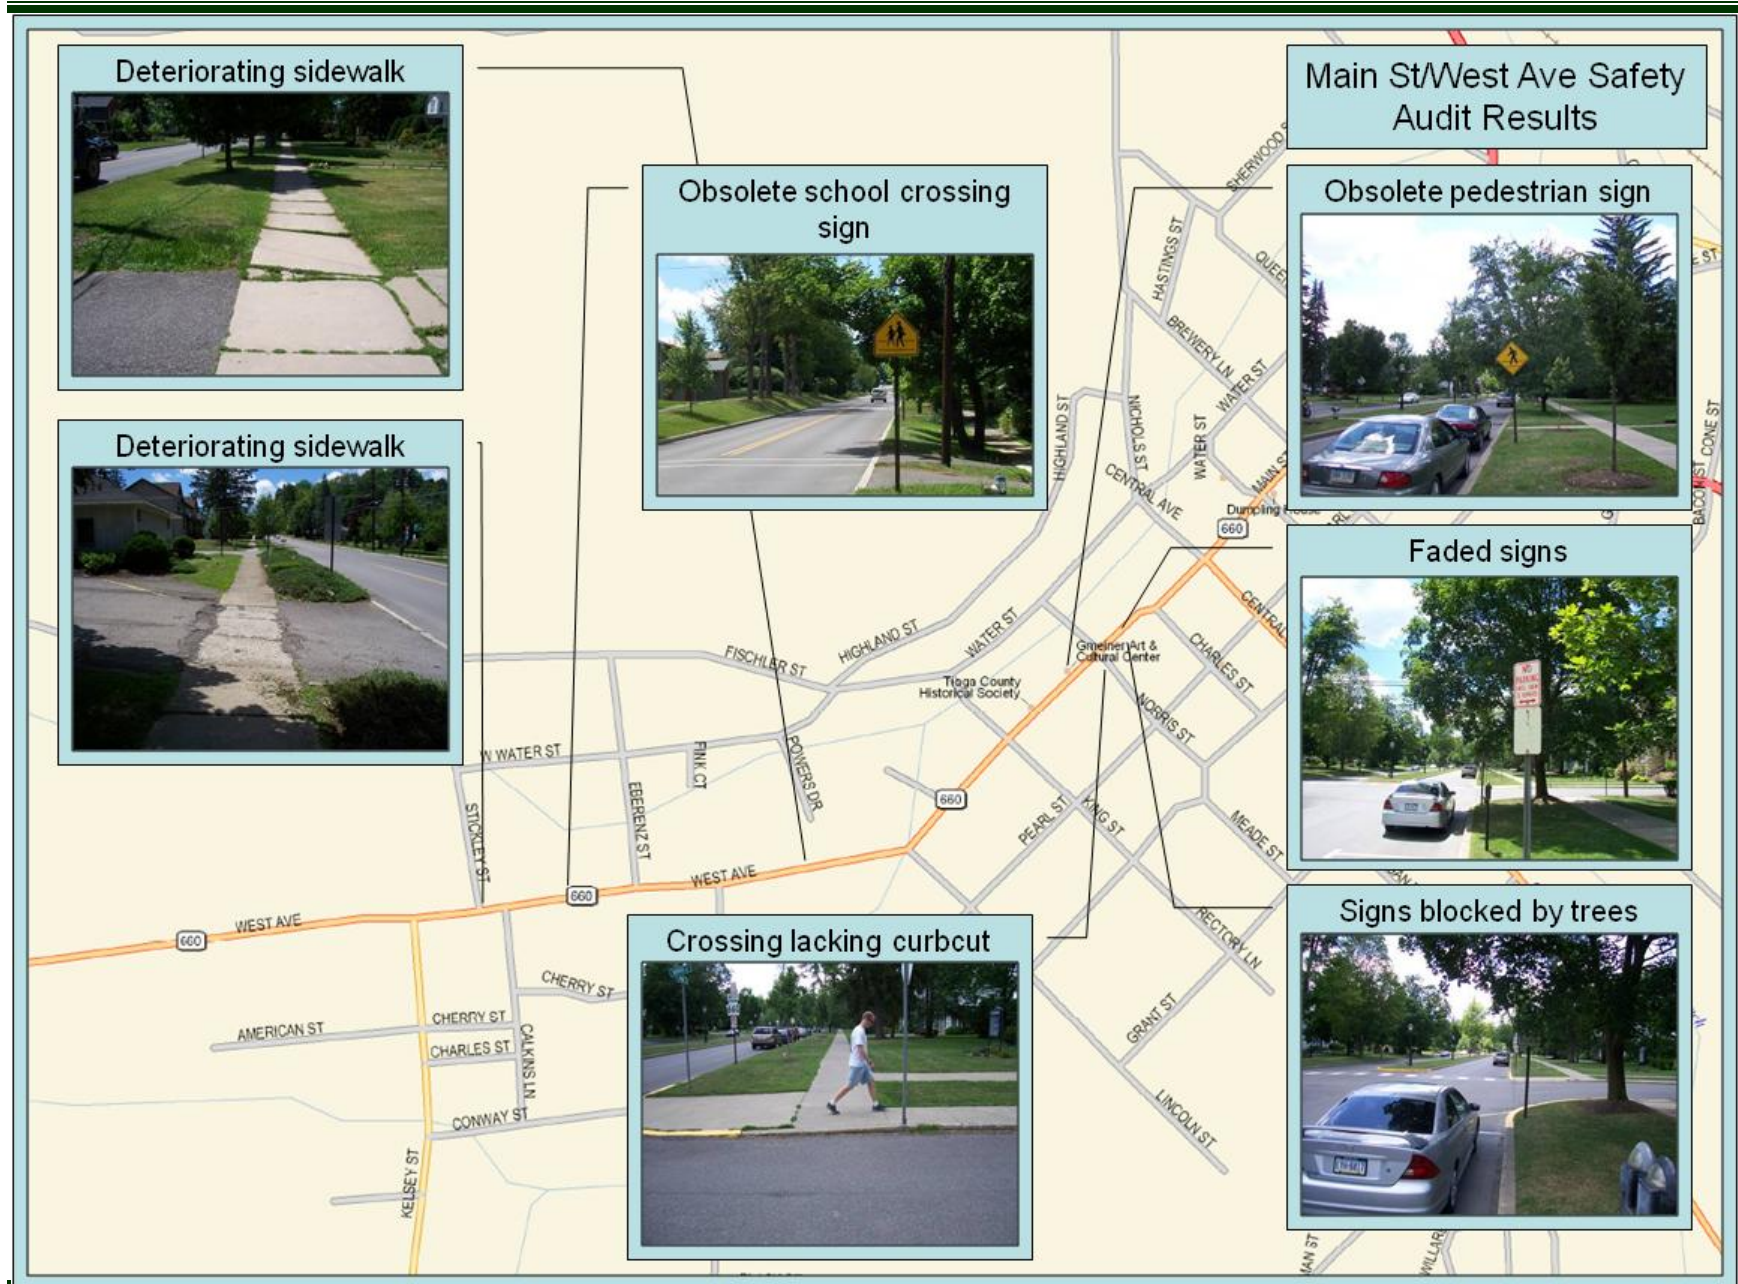 Main St/West Ave Safety
Audit Results
Deteriorating sidewalk
Deteriorating sidewalk
Obsolete school crossing
sign
Obsolete pedestrian sign
Faded signs
NO
PARKING
Signs blocked by trees
Crossing lacking curbcut
HASTINGS ST
BREWERY LN
WATER ST
HIGHLAND ST
NICHOLS ST
WATER ST
CENTRAL AVE
MAIN ST
Dumpling House
660
CONE ST
BACON ST
CENTRAL
Gmeiner Art &
Cultural Center
CHARLES ST
Tioga County
Historical Society
WATER ST
HIGHLAND ST
FISCHLER ST
NORRIS ST
W WATER ST
FINK CT
POWERS DR
EBERENZ ST
STICKLEY ST
660
PEARL ST
KING ST
MEADE ST
WEST AVE
660
WEST AVE
660
RECTORY LN
CHERRY ST
CHERRY ST
AMERICAN ST
CHARLES ST
CALKINS LN
CONWAY ST
KELSEY ST
GRANT ST
LINCOLN ST